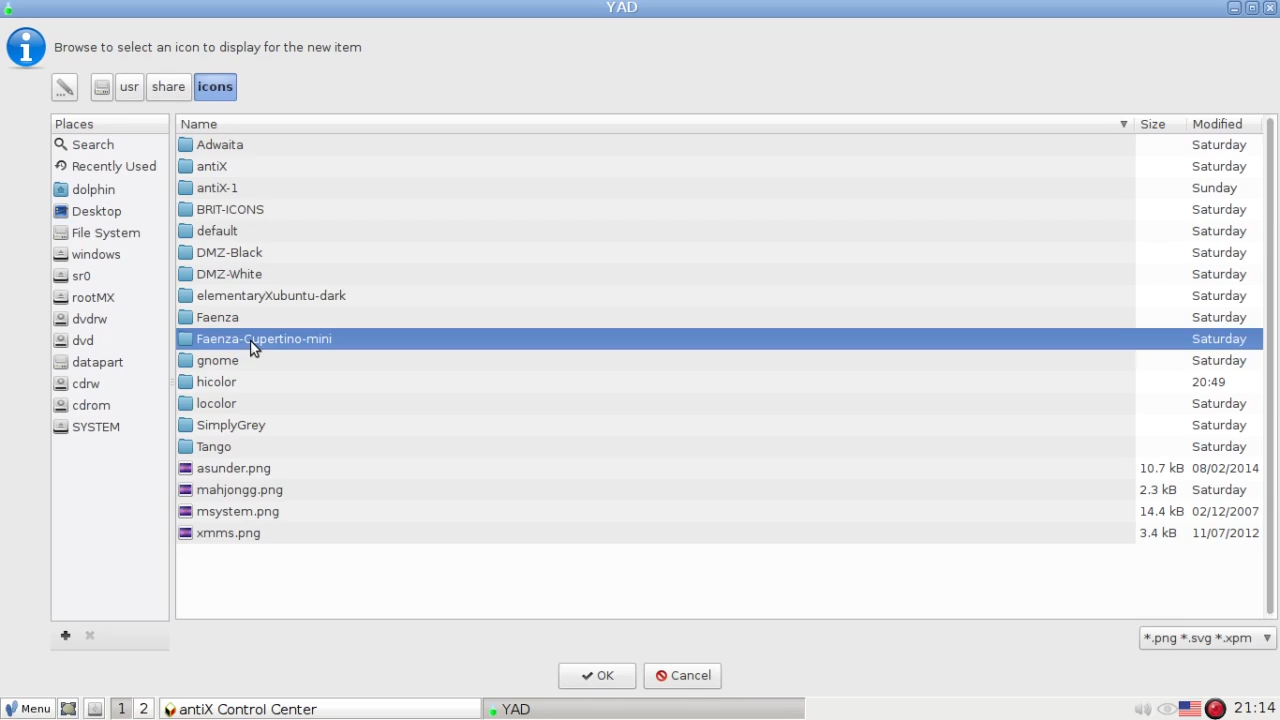 YAD
Browse to select an icon to display for the new item
usr share icons
Places
Search
Recently Used
dolphin
Desktop
File System
windows
sr0
rootMX
dvdrw
dvd
datapart
cdrw
cdrom
SYSTEM
Name Size Modified
Adwaita Saturday
antiX Saturday
antiX-1 Sunday
BRIT-ICONS Saturday
default Saturday
DMZ-Black Saturday
DMZ-White Saturday
elementaryXubuntu-dark Saturday
Faenza Saturday
Faenza-Cupertino-mini Saturday
gnome Saturday
hicolor 20:49
locolor Saturday
SimplyGrey Saturday
Tango Saturday
asunder.png 10.7 kB 08/02/2014
mahjongg.png 2.3 kB Saturday
msystem.png 14.4 kB 02/12/2007
xmms.png 3.4 kB 11/07/2012
*.png *.svg *.xpm
OK Cancel
Menu 1 2 antiX Control Center YAD 21:14